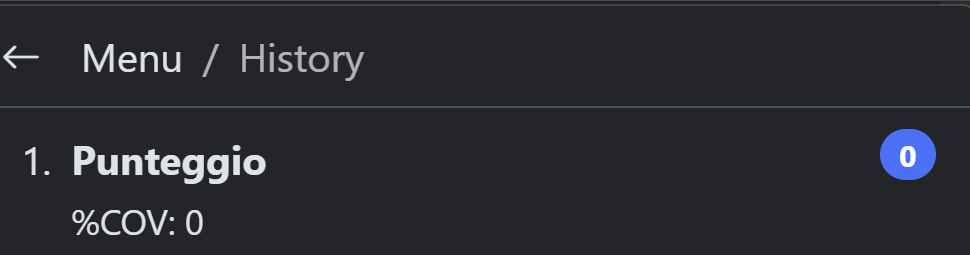 ← Menu / History
1. Punteggio 0
%COV: 0